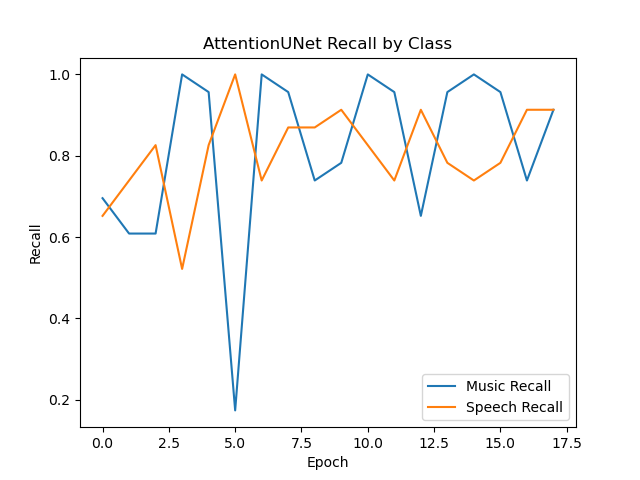 AttentionUNet Recall by Class
1.0
0.8
0.6
0.4
0.2
Recall
Music Recall
Speech Recall
0.0 2.5 5.0 7.5 10.0 12.5 15.0 17.5
Epoch